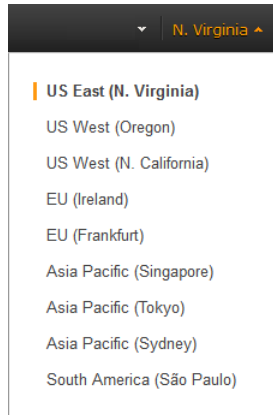 N. Virginia
US East (N. Virginia)
US West (Oregon)
US West (N. California)
EU (Ireland)
EU (Frankfurt)
Asia Pacific (Singapore)
Asia Pacific (Tokyo)
Asia Pacific (Sydney)
South America (São Paulo)